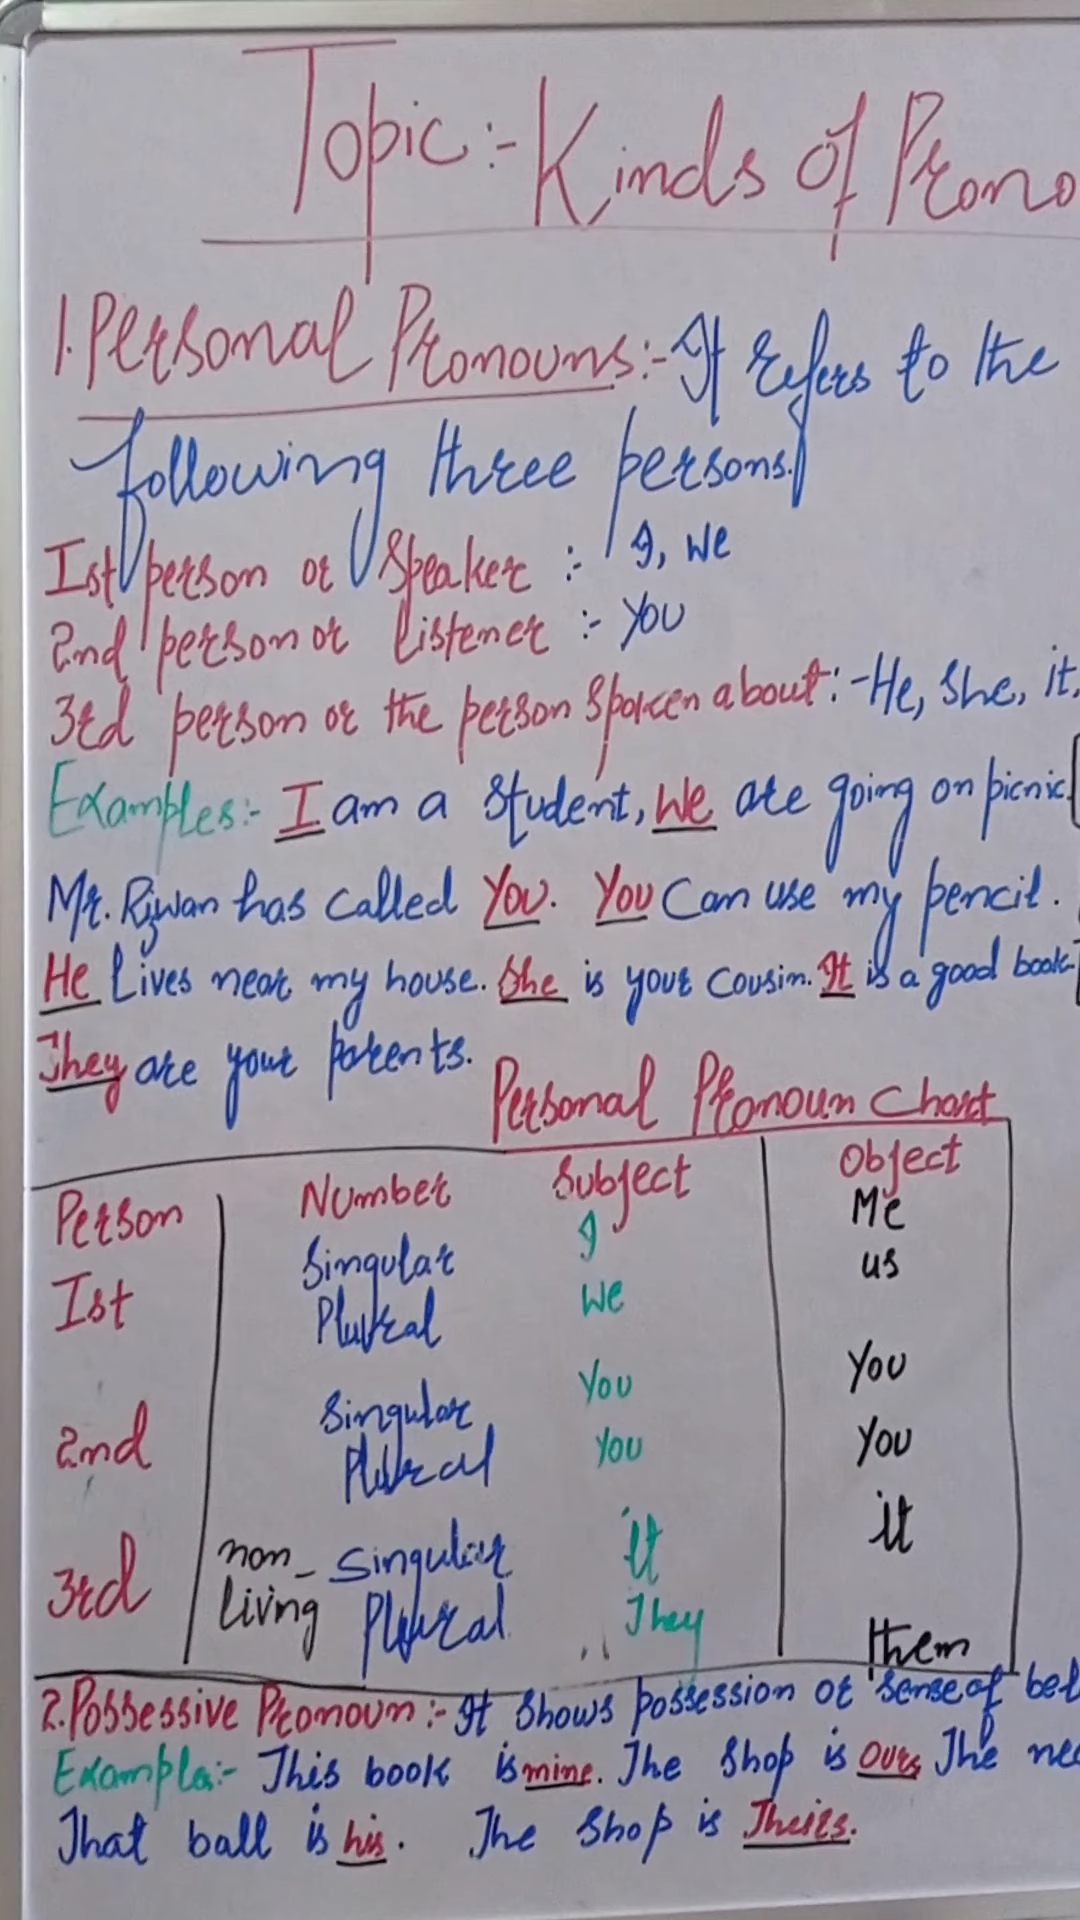 Topic:- Kinds of Prono
1. Personal Pronouns:- It refers to the
following three persons.
Ist person or Speaker :- I, We
2nd person or listener :- You
3rd person or the person Spoken about:- He, She, it,
Examples:- I am a Student, We are going on picnic.
Mr. Rizwan has called You. You Can use my pencil.
He lives near my house. She is your Cousin. It is a good book.
They are your parents.
Personal Pronoun Chart
Person Number Subject Object
Ist Singular I Me
Plural We us
2nd Singular You You
Plural You You
3rd non-living Singular it it
Plural They them
2. Possessive Pronoun:- It Shows possession or sense of bel
Examples:- This book is mine. The Shop is Ours The ne
That ball is his. The Shop is Theirs.